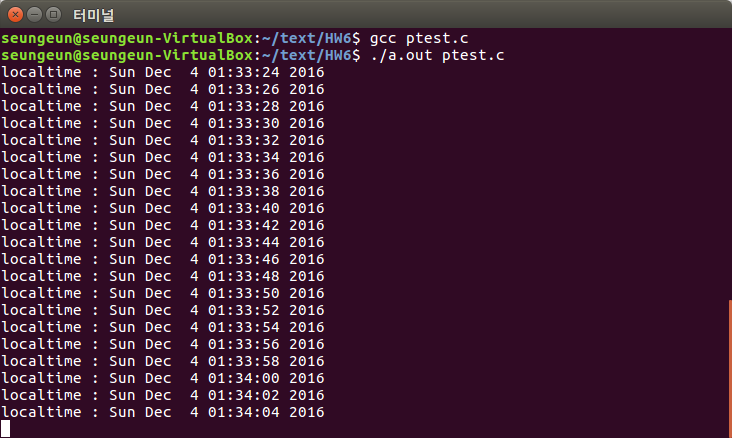 터미널
seungeun@seungeun-VirtualBox:~/text/HW6$ gcc ptest.c
seungeun@seungeun-VirtualBox:~/text/HW6$ ./a.out ptest.c
localtime : Sun Dec  4 01:33:24 2016
localtime : Sun Dec  4 01:33:26 2016
localtime : Sun Dec  4 01:33:28 2016
localtime : Sun Dec  4 01:33:30 2016
localtime : Sun Dec  4 01:33:32 2016
localtime : Sun Dec  4 01:33:34 2016
localtime : Sun Dec  4 01:33:36 2016
localtime : Sun Dec  4 01:33:38 2016
localtime : Sun Dec  4 01:33:40 2016
localtime : Sun Dec  4 01:33:42 2016
localtime : Sun Dec  4 01:33:44 2016
localtime : Sun Dec  4 01:33:46 2016
localtime : Sun Dec  4 01:33:48 2016
localtime : Sun Dec  4 01:33:50 2016
localtime : Sun Dec  4 01:33:52 2016
localtime : Sun Dec  4 01:33:54 2016
localtime : Sun Dec  4 01:33:56 2016
localtime : Sun Dec  4 01:33:58 2016
localtime : Sun Dec  4 01:34:00 2016
localtime : Sun Dec  4 01:34:02 2016
localtime : Sun Dec  4 01:34:04 2016